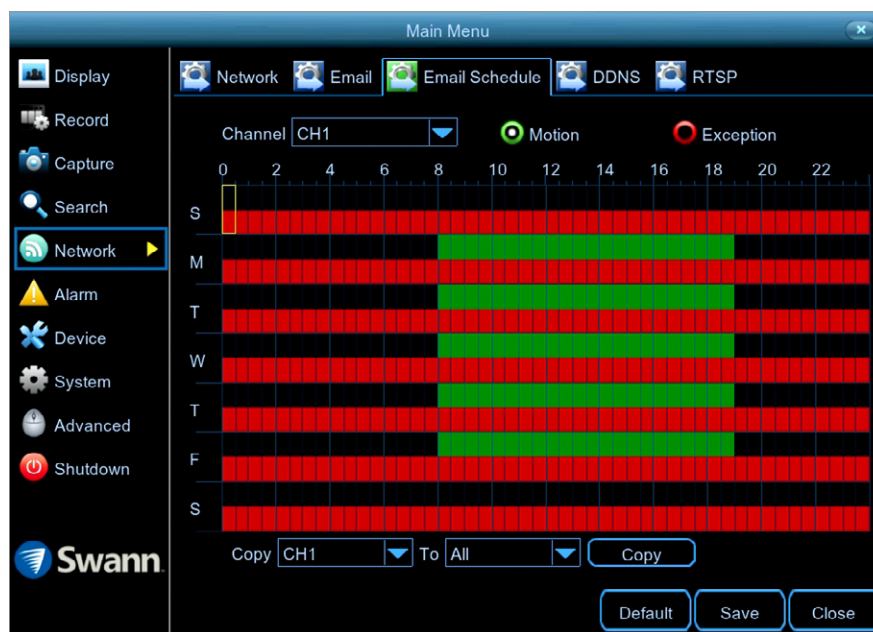 Main Menu
Display
Record
Capture
Search
Network
Alarm
Device
System
Advanced
Shutdown
Swann
Network Email Email Schedule DDNS RTSP
Channel CH1 Motion Exception
0 2 4 6 8 10 12 14 16 18 20 22
S
M
T
W
T
F
S
Copy CH1 To All Copy
Default Save Close